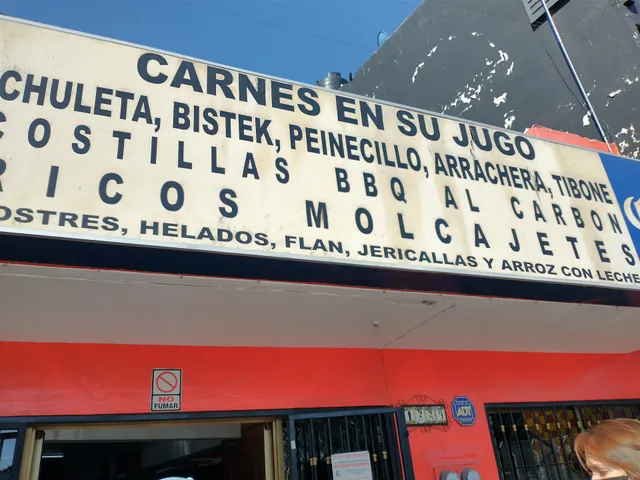 CARNES EN SU JUGO
CHULETA, BISTEK, PEINECILLO, ARRACHERA, TIBONE
COSTILLAS BBQ AL CARBON
RICOS MOLCAJETES
OSTRES, HELADOS, FLAN, JERICALLAS Y ARROZ CON LECHE
NO
FUMAR
ADT